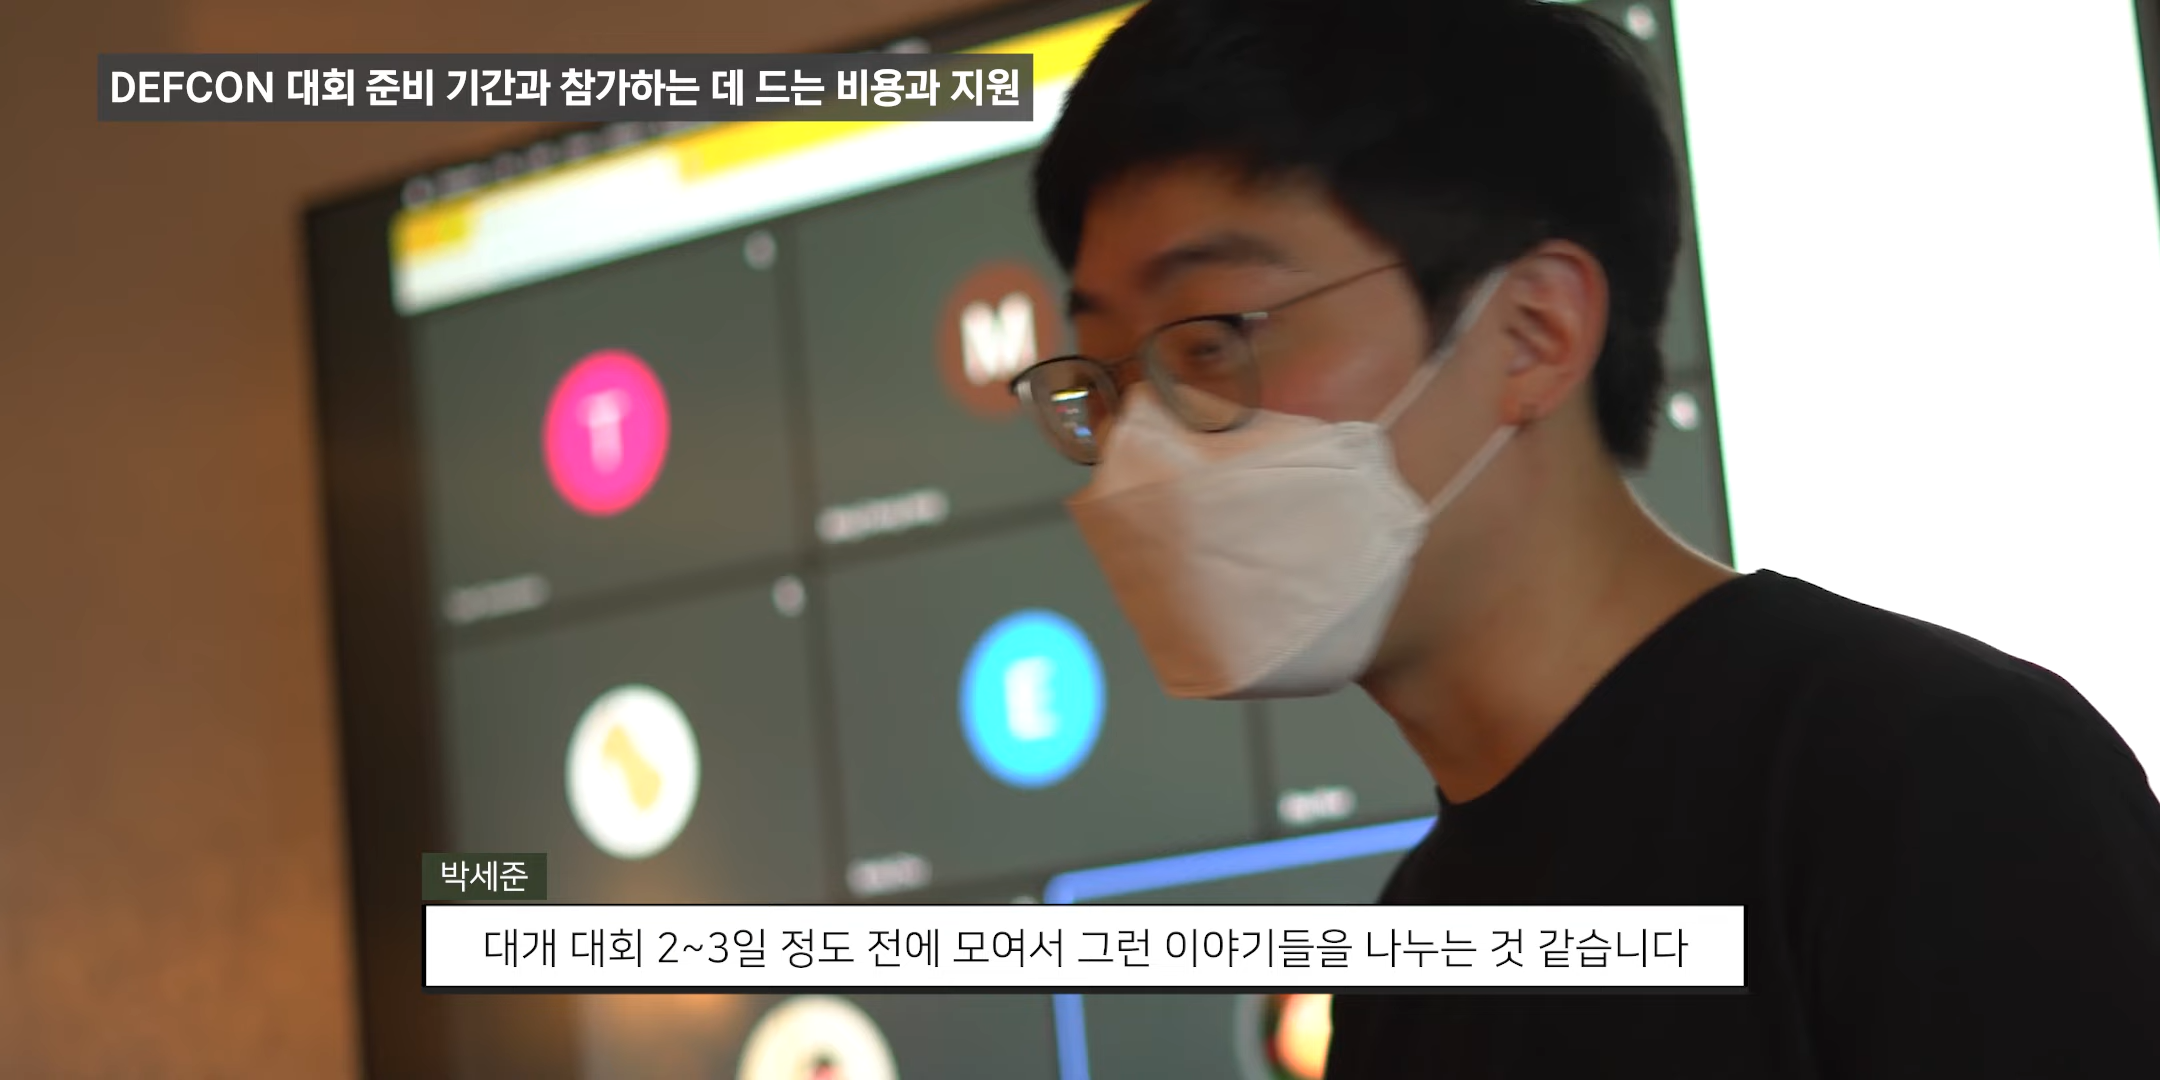 DEFCON 대회 준비 기간과 참가하는 데 드는 비용과 지원
T
M
E
박세준
대개 대회 2~3일 정도 전에 모여서 그런 이야기들을 나누는 것 같습니다